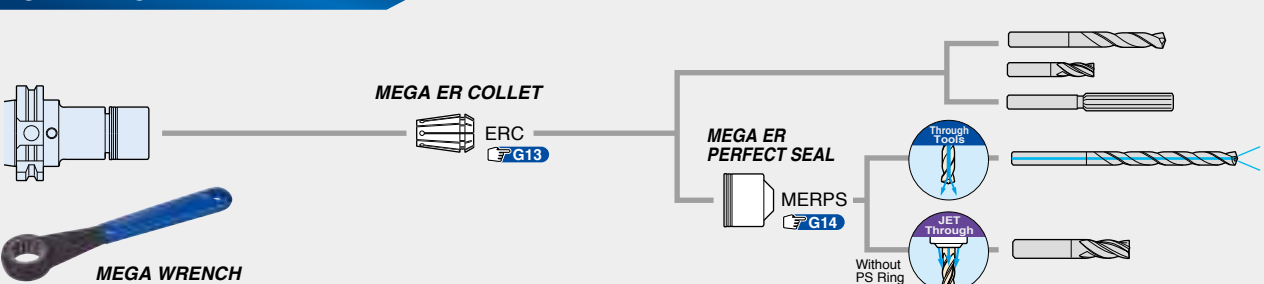 MEGA ER COLLET
ERC
G13
MEGA ER
PERFECT SEAL
MERPS
G14
Through
Tools
JET
Through
Without
PS Ring
MEGA WRENCH